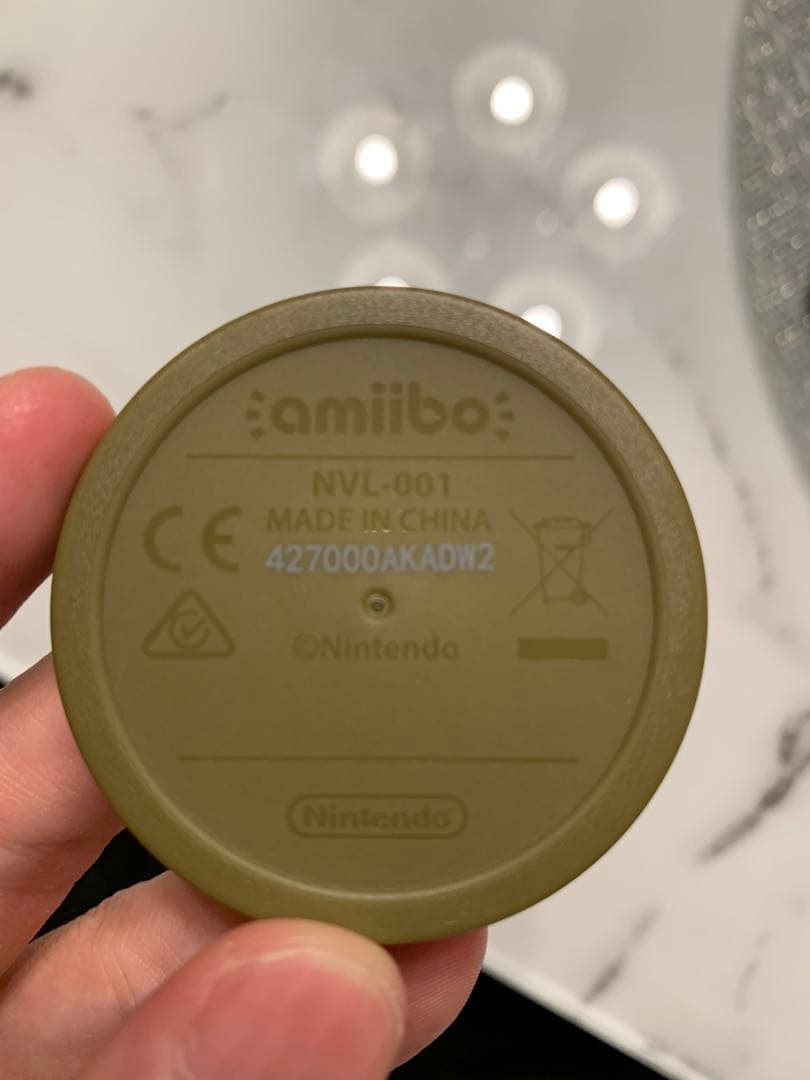 amiibo
NVL-001
MADE IN CHINA
CE
427000AKADW2
©Nintendo
Nintendo